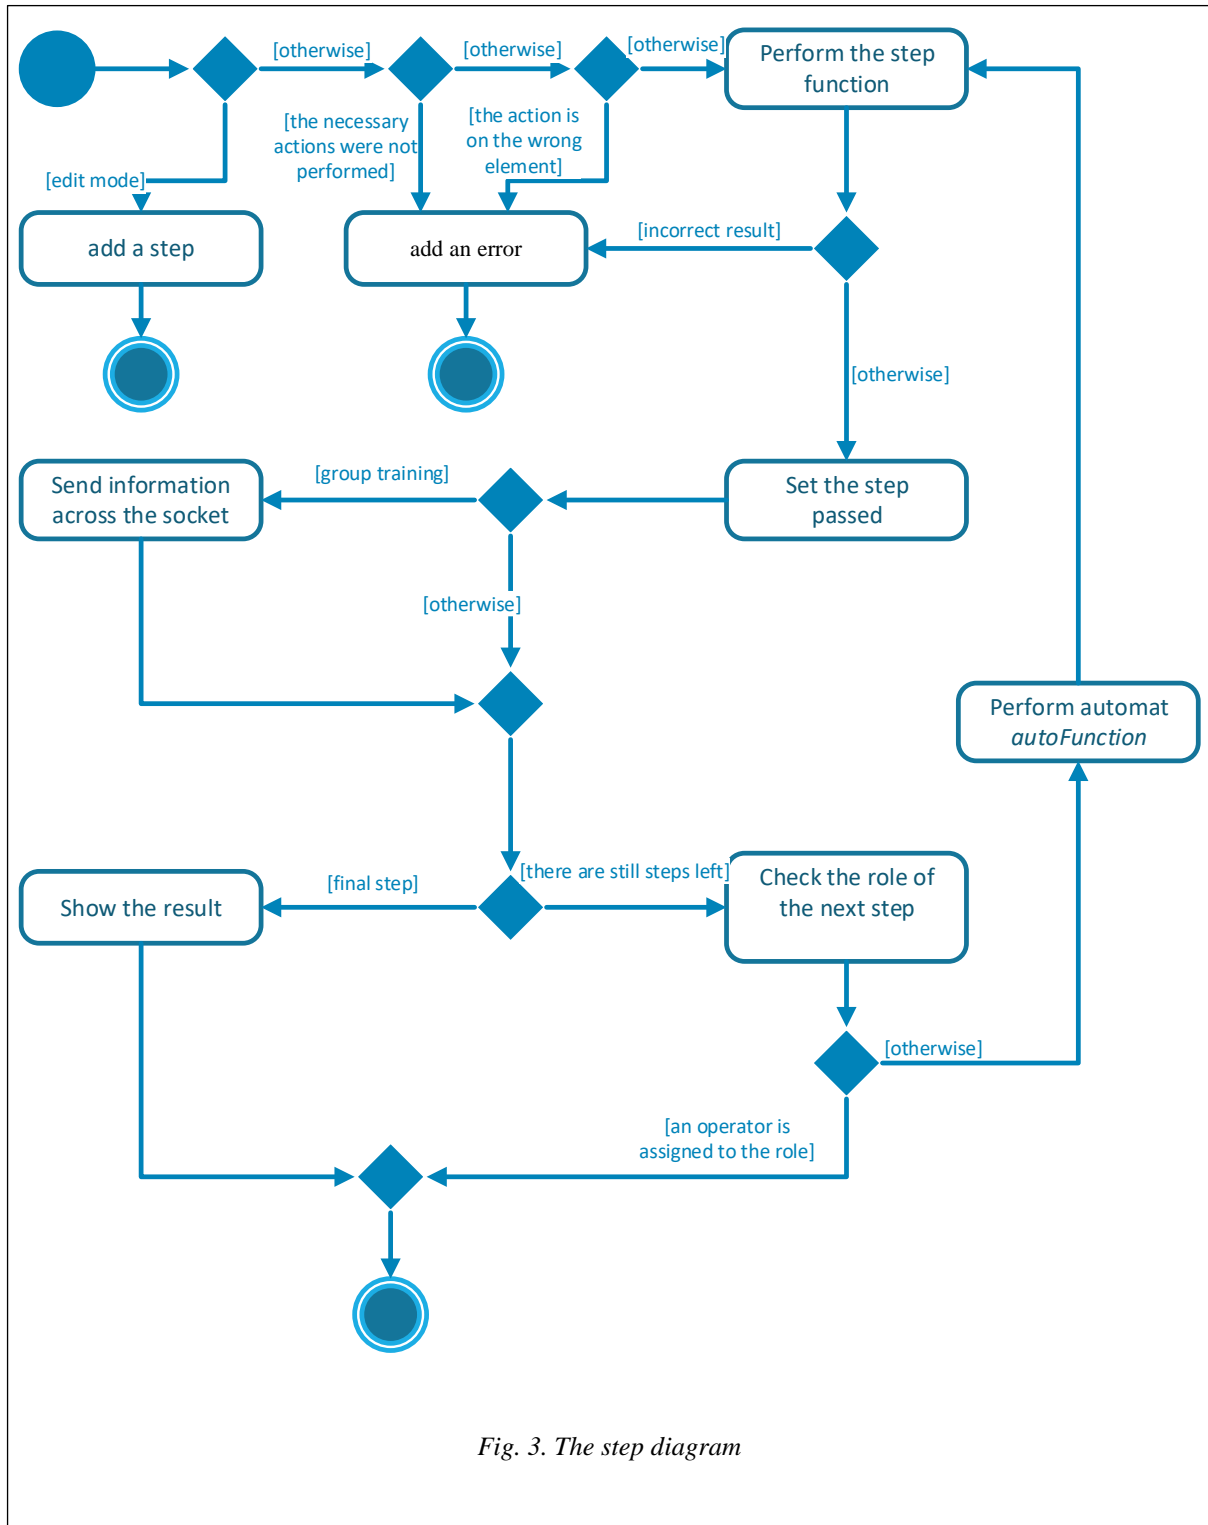 [otherwise]
[otherwise]
[otherwise]
Perform the step
function
[the necessary
actions were not
performed]
[the action is
on the wrong
element]
[edit mode]
add a step
add an error
[incorrect result]
[otherwise]
Send information
across the socket
[group training]
Set the step
passed
[otherwise]
Perform automat
autoFunction
Show the result
[final step]
[there are still steps left]
Check the role of
the next step
[otherwise]
[an operator is
assigned to the role]
Fig. 3. The step diagram